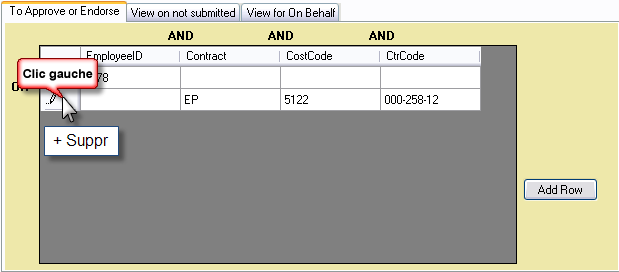 To Approve or Endorse View on not submitted View for On Behalf
AND AND AND
EmployeeID Contract CostCode CtrCode
Clic gauche
78
EP 5122 000-258-12
+ Suppr
Add Row